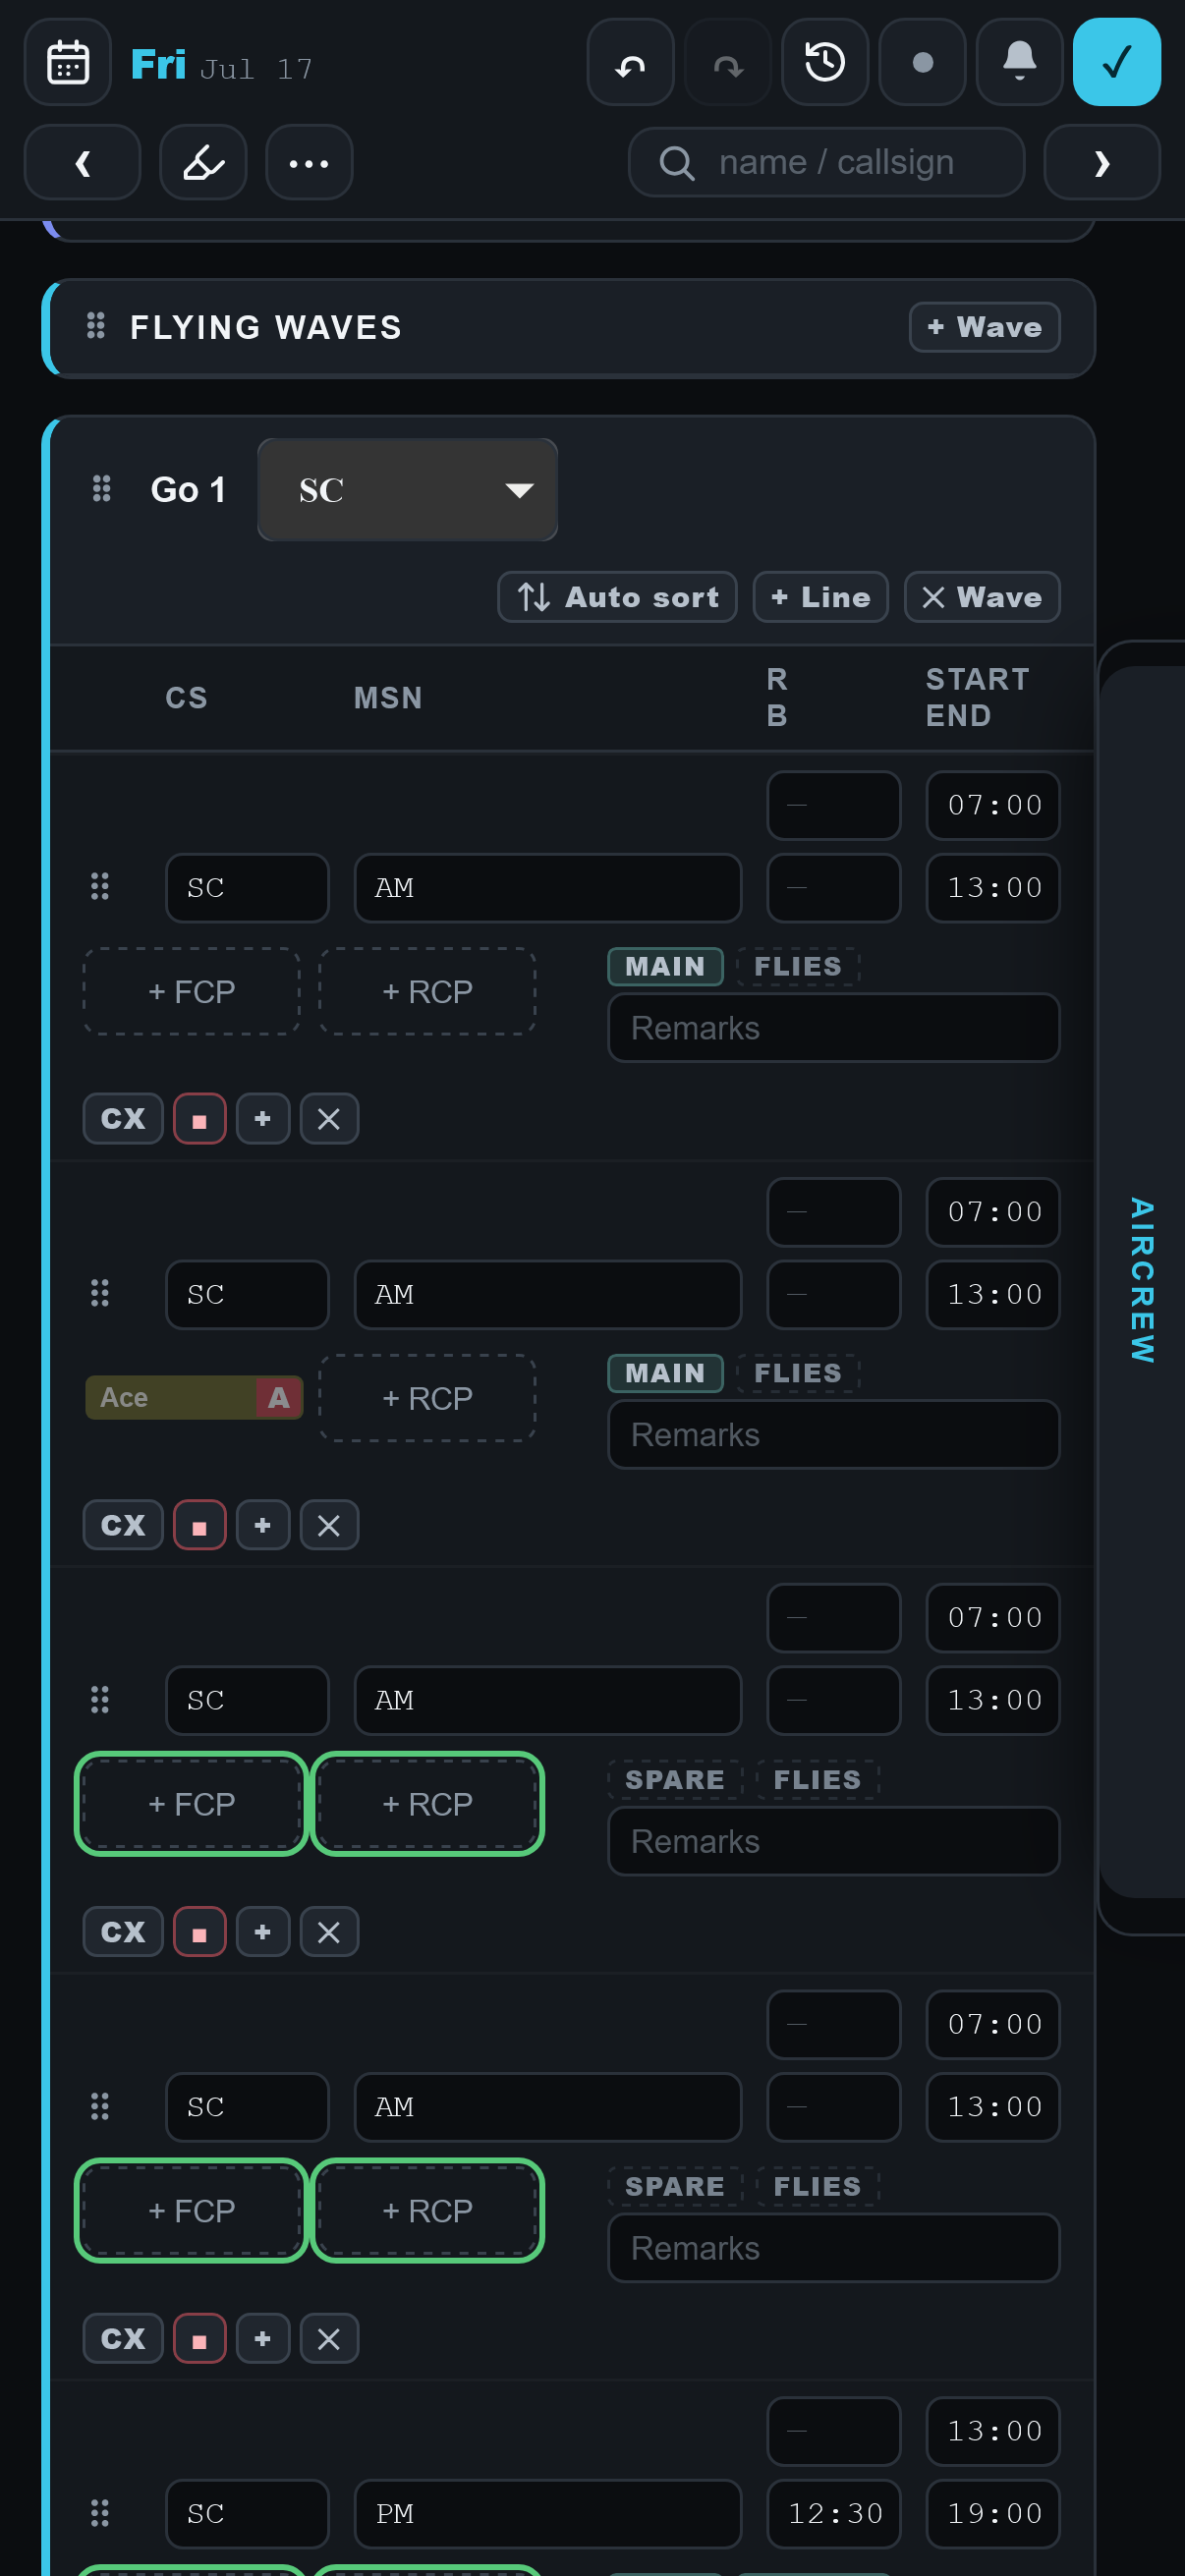 Fri Jul 17
name / callsign
FLYING WAVES
+ Wave
Go 1
SC
Auto sort
+ Line
× Wave
CS
MSN
R
B
START
END
—
07:00
SC
AM
—
13:00
+ FCP
+ RCP
MAIN
FLIES
Remarks
CX
+
×
—
07:00
SC
AM
—
13:00
Ace
A
+ RCP
MAIN
FLIES
Remarks
CX
+
×
—
07:00
SC
AM
—
13:00
+ FCP
+ RCP
SPARE
FLIES
Remarks
CX
+
×
—
07:00
SC
AM
—
13:00
+ FCP
+ RCP
SPARE
FLIES
Remarks
CX
+
×
—
13:00
SC
PM
12:30
19:00
AIRCREW